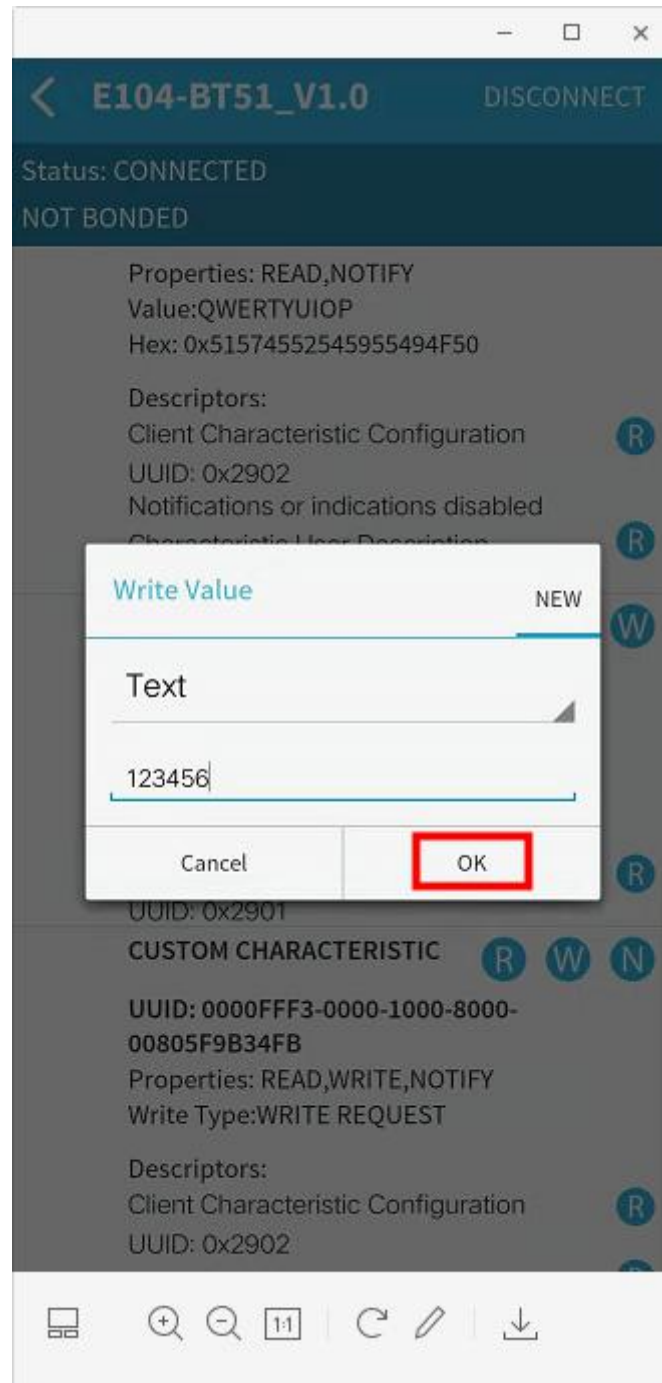 E104-BT51_V1.0 DISCONNECT
Status: CONNECTED
NOT BONDED
Properties: READ,NOTIFY
Value:QWERTYUIOP
Hex: 0x51574552545955494F50
Descriptors:
Client Characteristic Configuration R
UUID: 0x2902
Notifications or indications disabled
Characteristic User Description R
Write Value NEW
W
Text
123456
Cancel OK
R
UUID: 0x2901
CUSTOM CHARACTERISTIC R W N
UUID: 0000FFF3-0000-1000-8000-
00805F9B34FB
Properties: READ,WRITE,NOTIFY
Write Type:WRITE REQUEST
Descriptors:
Client Characteristic Configuration R
UUID: 0x2902
1:1